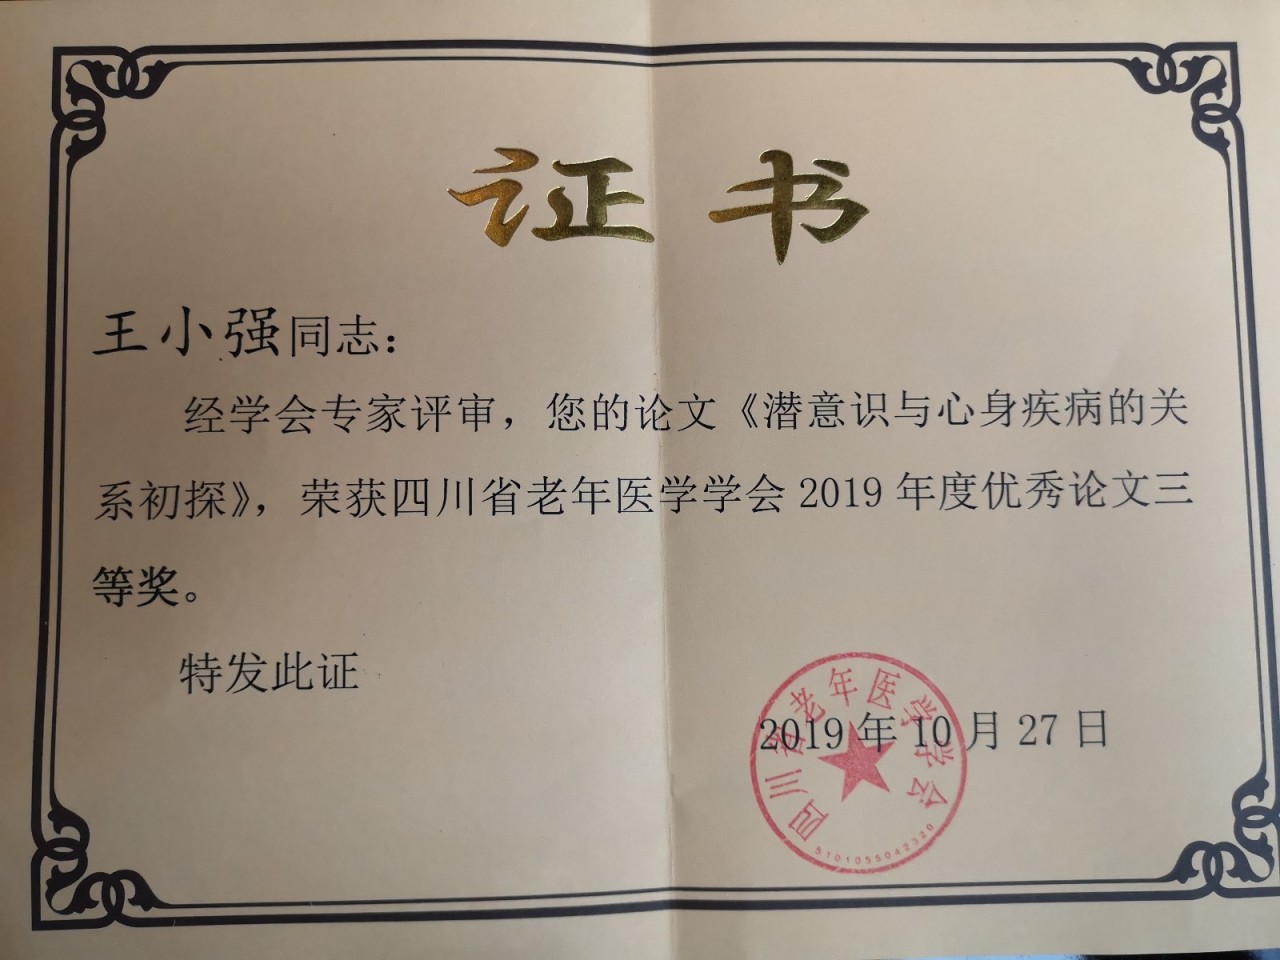 证书
王小强同志：
经学会专家评审，您的论文《潜意识与心身疾病的关
系初探》，荣获四川省老年医学学会2019年度优秀论文三
等奖。
特发此证
2019年10月27日
四川省老年医学学会
5101055042320